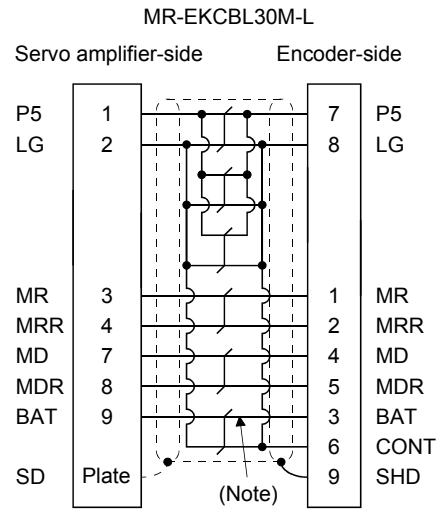 MR-EKCBL30M-L
Servo amplifier-side Encoder-side
P5 1 7 P5
LG 2 8 LG
MR 3 1 MR
MRR 4 2 MRR
MD 7 4 MD
MDR 8 5 MDR
BAT 9 3 BAT
6 CONT
SD Plate 9 SHD
(Note)